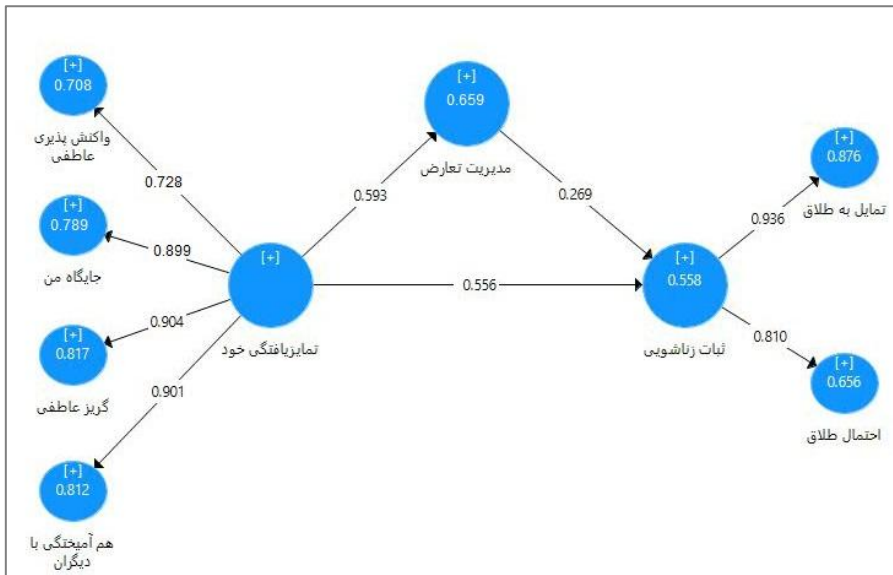 [+]
0.708
واکنش پذیری
عاطفی
[+]
0.789
جایگاه من
[+]
0.817
گریز عاطفی
[+]
0.812
هم آمیختگی با
دیگران
0.728
0.899
0.904
0.901
[+]
تمایزیافتگی خود
0.593
[+]
0.659
مدیریت تعارض
0.269
0.556
[+]
0.558
ثبات زناشویی
0.936
0.810
[+]
0.876
تمایل به طلاق
[+]
0.656
احتمال طلاق